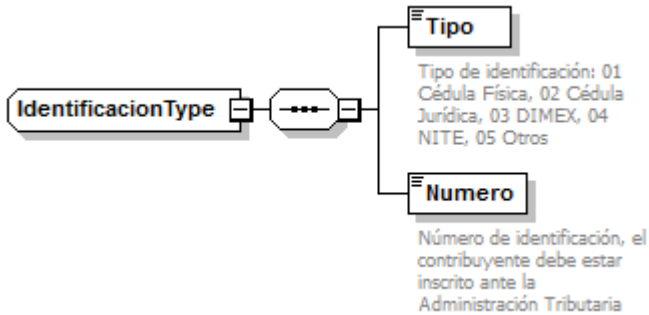 IdentificacionType
Tipo
Tipo de identificación: 01
Cédula Física, 02 Cédula
Jurídica, 03 DIMEX, 04
NITE, 05 Otros
Numero
Número de identificación, el
contribuyente debe estar
inscrito ante la
Administración Tributaria